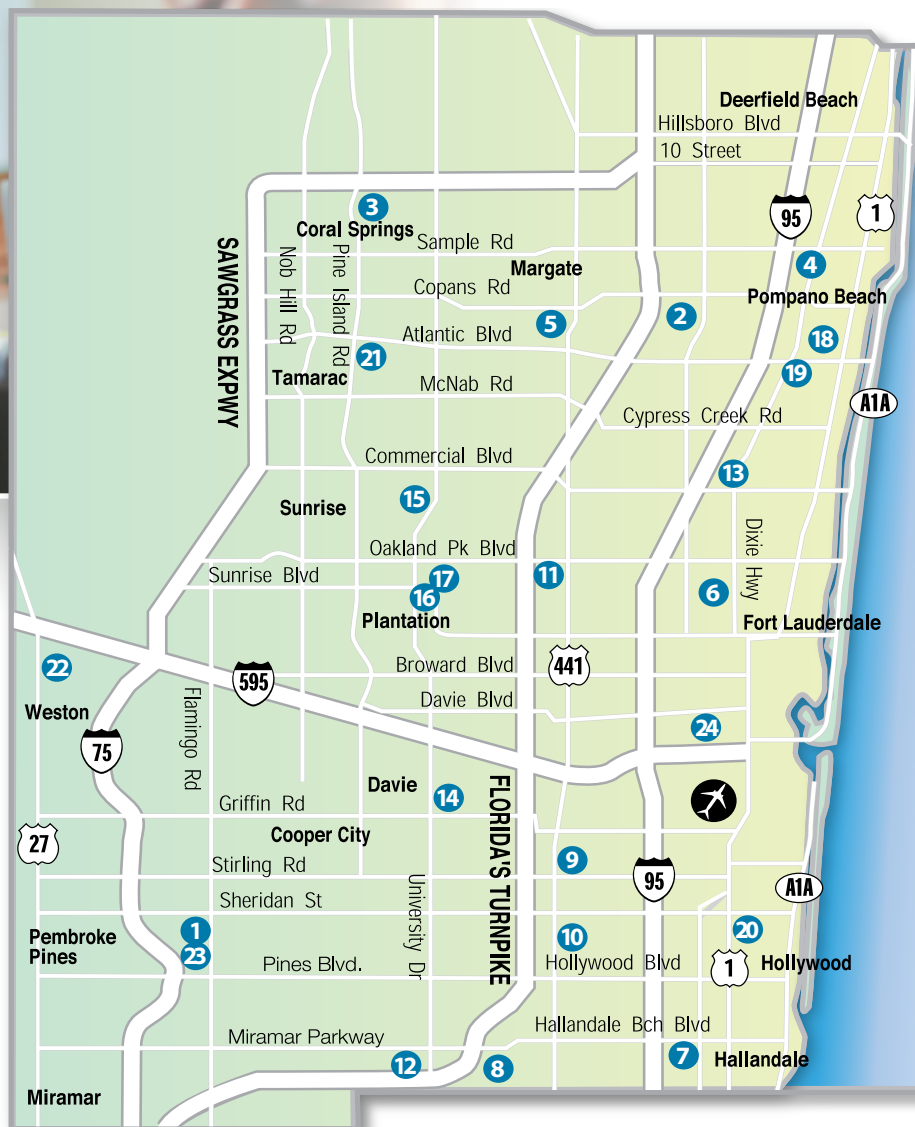 Deerfield Beach
Hillsboro Blvd
10 Street
3
Coral Springs
95
1
SAWGRASS EXPWY
Nob Hill Rd
Pine Island Rd
Sample Rd
Margate
4
Copans Rd
Pompano Beach
5
2
Atlantic Blvd
18
21
Tamarac
19
McNab Rd
A1A
Cypress Creek Rd
Commercial Blvd
13
15
Sunrise
Dixie Hwy
Oakland Pk Blvd
Sunrise Blvd
17
11
16
6
Plantation
Fort Lauderdale
22
Broward Blvd
441
595
Weston
Flamingo Rd
Davie Blvd
24
75
Davie
14
FLORIDA'S TURNPIKE
Griffin Rd
Cooper City
27
Stirling Rd
9
95
A1A
Sheridan St
University Dr
1
23
Pembroke
Pines
10
20
Pines Blvd.
Hollywood Blvd
1
Hollywood
Hallandale Bch Blvd
Miramar Parkway
12
8
7
Hallandale
Miramar